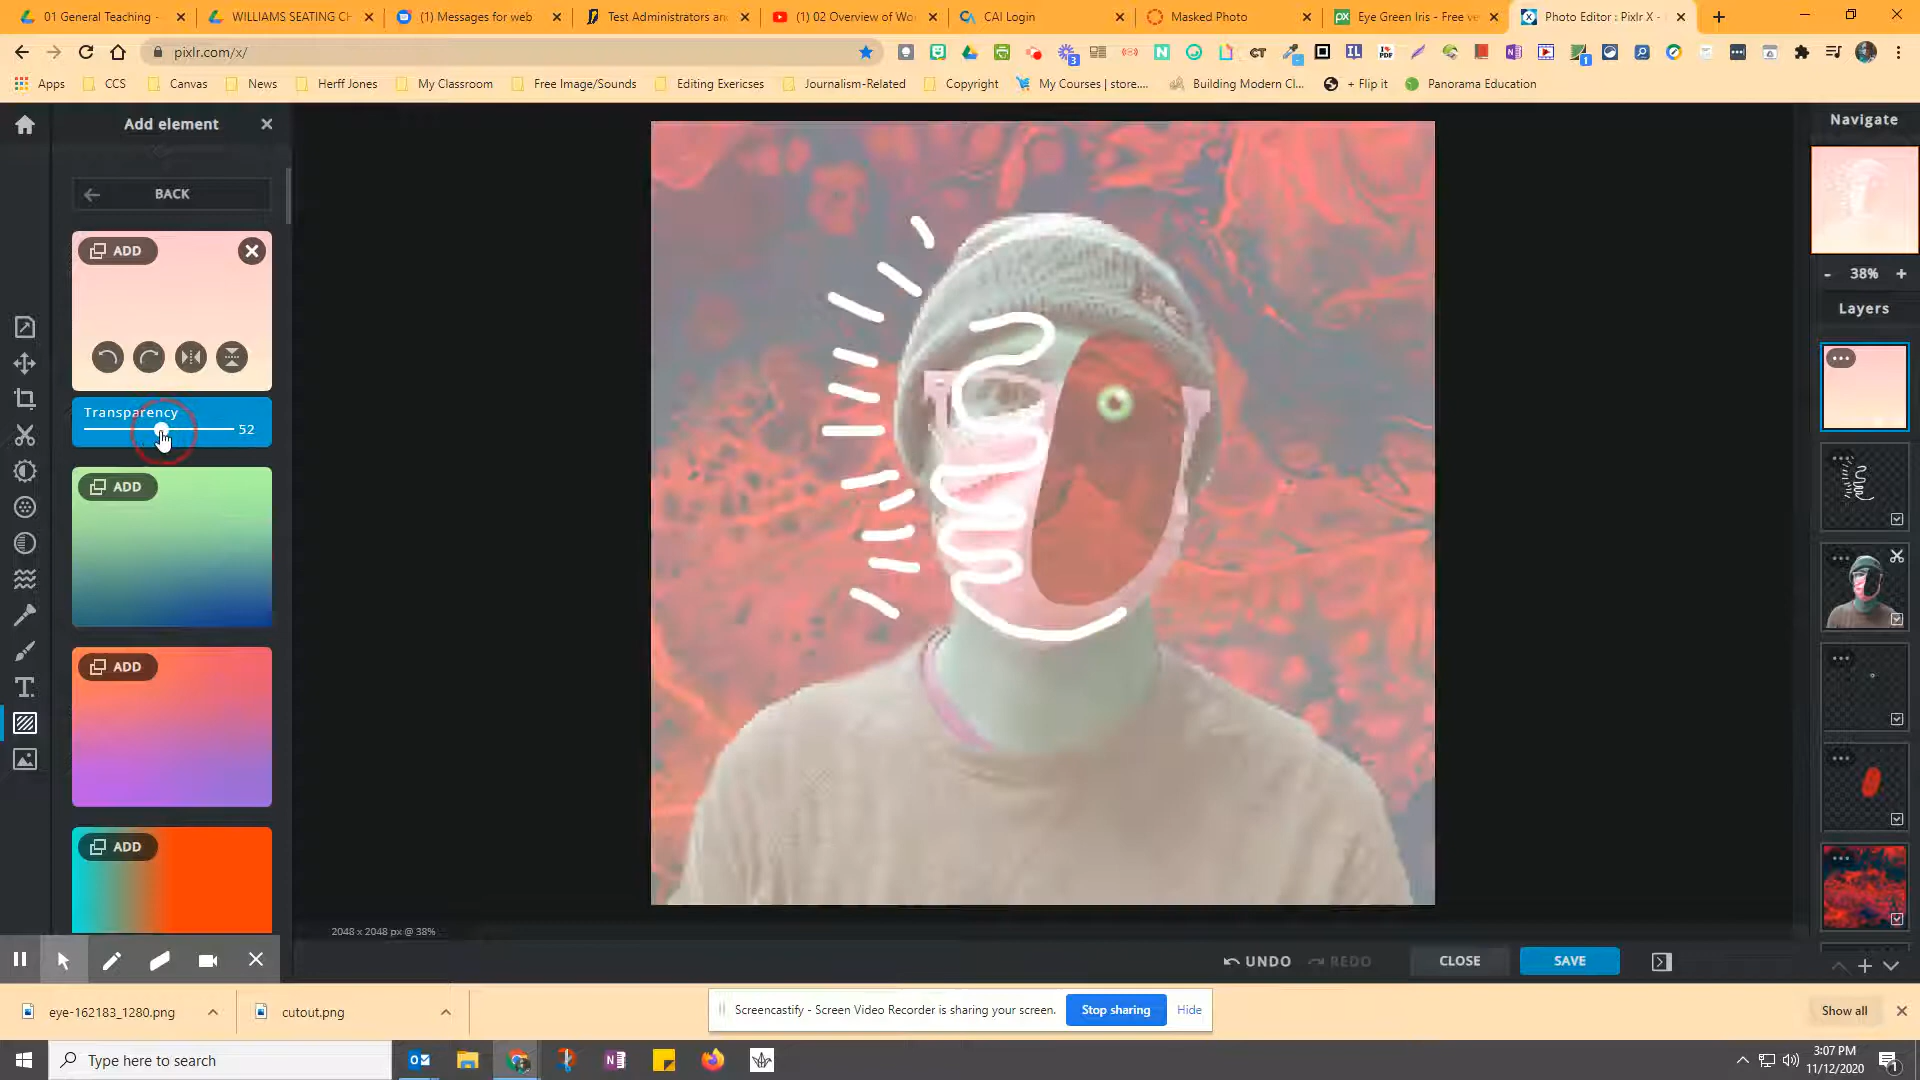 01 General Teaching -
WILLIAMS SEATING CH
(1) Messages for web
Test Administrators an
(1) 02 Overview of Wo
CAI Login
Masked Photo
Eye Green Iris - Free ve
Photo Editor : Pixlr X -
pixlr.com/x/
Apps
CCS
Canvas
News
Herff Jones
My Classroom
Free Image/Sounds
Editing Exericses
Journalism-Related
Copyright
My Courses | store....
Building Modern Cl...
+ Flip it
Panorama Education
Add element
BACK
ADD
Transparency
52
ADD
ADD
ADD
Navigate
- 38% +
Layers
2048 x 2048 px @ 38%
UNDO
REDO
CLOSE
SAVE
eye-162183_1280.png
cutout.png
Screencastify - Screen Video Recorder is sharing your screen.
Stop sharing
Hide
Show all
Type here to search
3:07 PM
11/12/2020